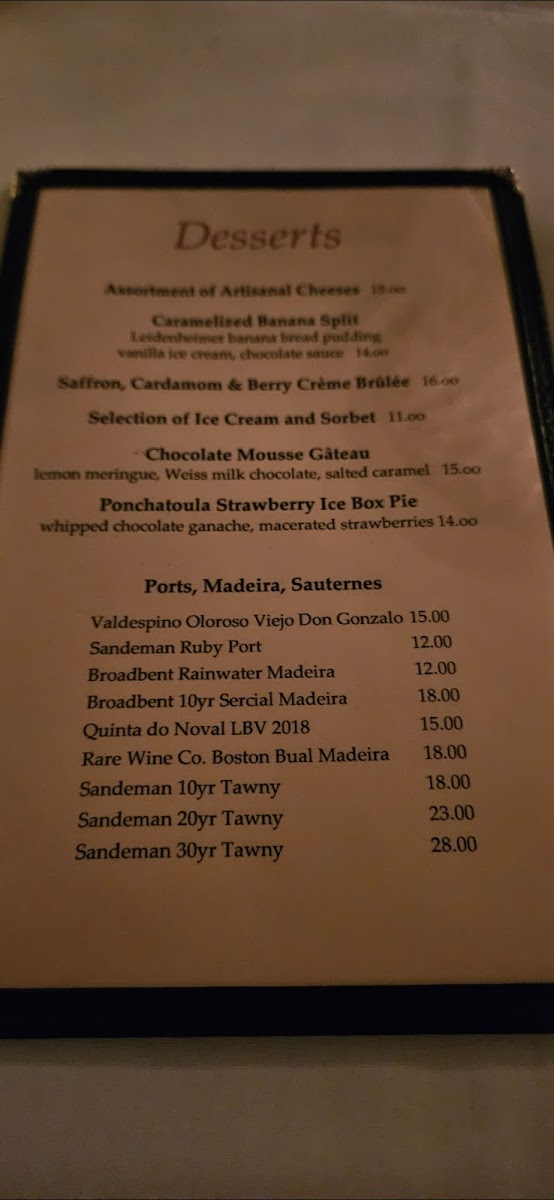 Desserts
Assortment of Artisanal Cheeses
Caramelized Banana Split
Leidenheimer banana bread pudding,
vanilla ice cream, chocolate sauce 14.00
Saffron, Cardamom & Berry Crème Brûlée 16.00
Selection of Ice Cream and Sorbet 11.00
Chocolate Mousse Gâteau
lemon meringue, Weiss milk chocolate, salted caramel 15.00
Ponchatoula Strawberry Ice Box Pie
whipped chocolate ganache, macerated strawberries 14.00
Ports, Madeira, Sauternes
Valdespino Oloroso Viejo Don Gonzalo 15.00
Sandeman Ruby Port 12.00
Broadbent Rainwater Madeira 12.00
Broadbent 10yr Sercial Madeira 18.00
Quinta do Noval LBV 2018 15.00
Rare Wine Co. Boston Bual Madeira 18.00
Sandeman 10yr Tawny 18.00
Sandeman 20yr Tawny 23.00
Sandeman 30yr Tawny 28.00